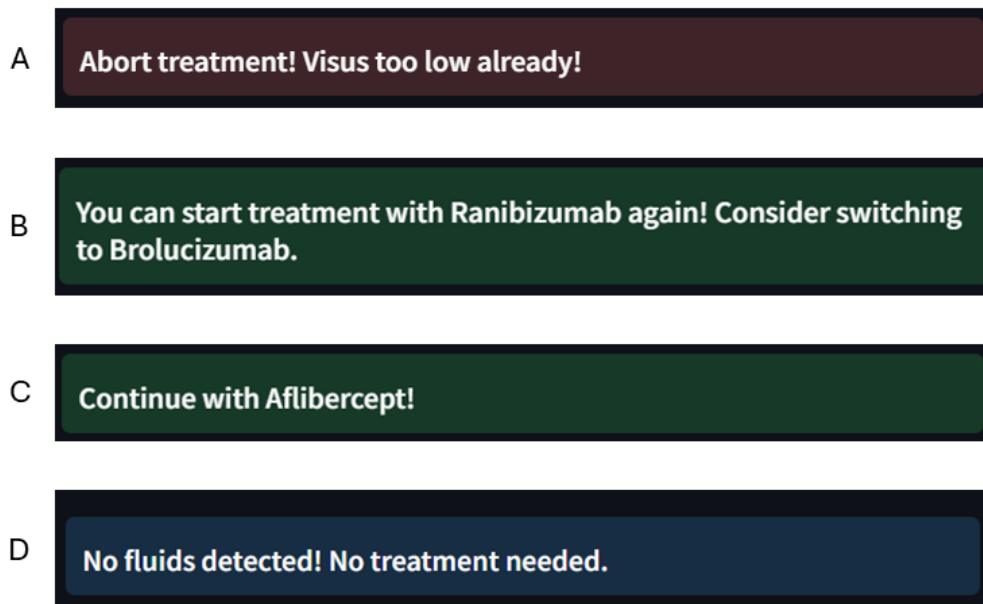 A
Abort treatment! Visus too low already!
B
You can start treatment with Ranibizumab again! Consider switching
to Brolucizumab.
C
Continue with Aflibercept!
D
No fluids detected! No treatment needed.